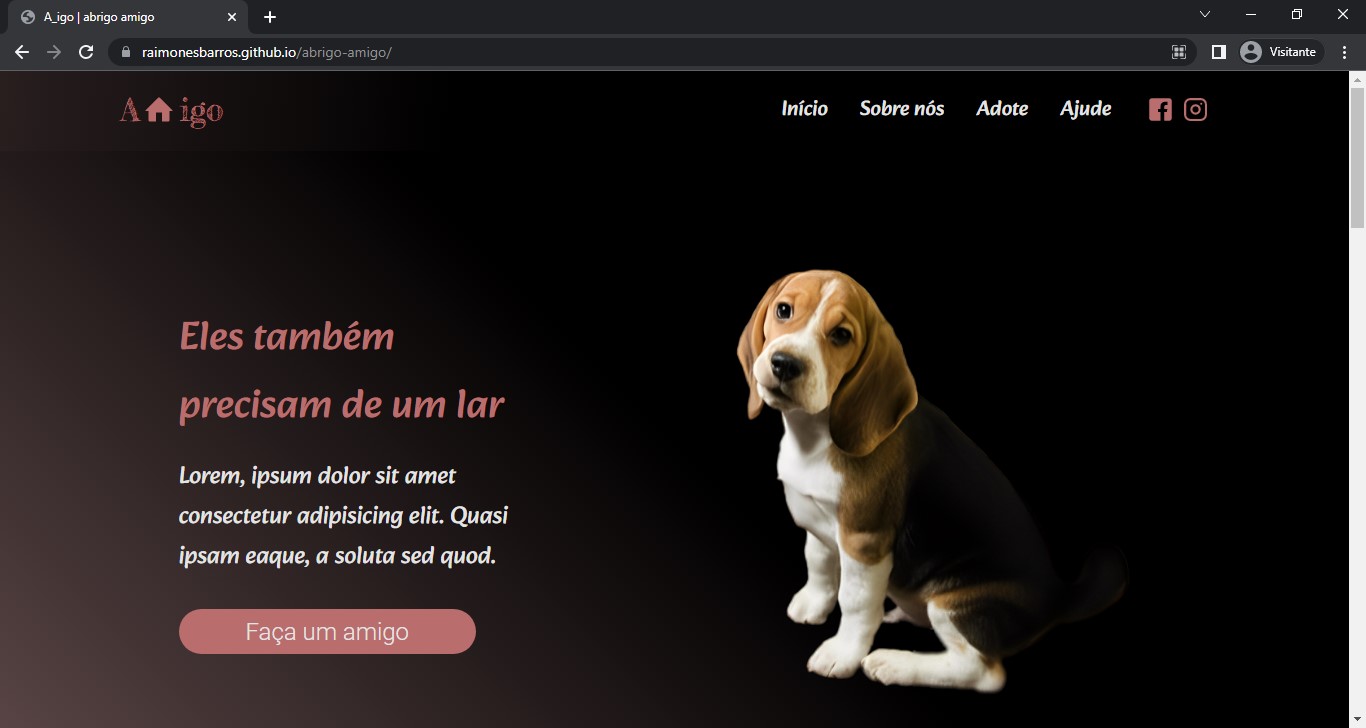 A_igo | abrigo amigo
raimonesbarros.github.io/abrigo-amigo/
Visitante
A igo
Início
Sobre nós
Adote
Ajude
Eles também
precisam de um lar
Lorem, ipsum dolor sit amet
consectetur adipisicing elit. Quasi
ipsam eaque, a soluta sed quod.
Faça um amigo